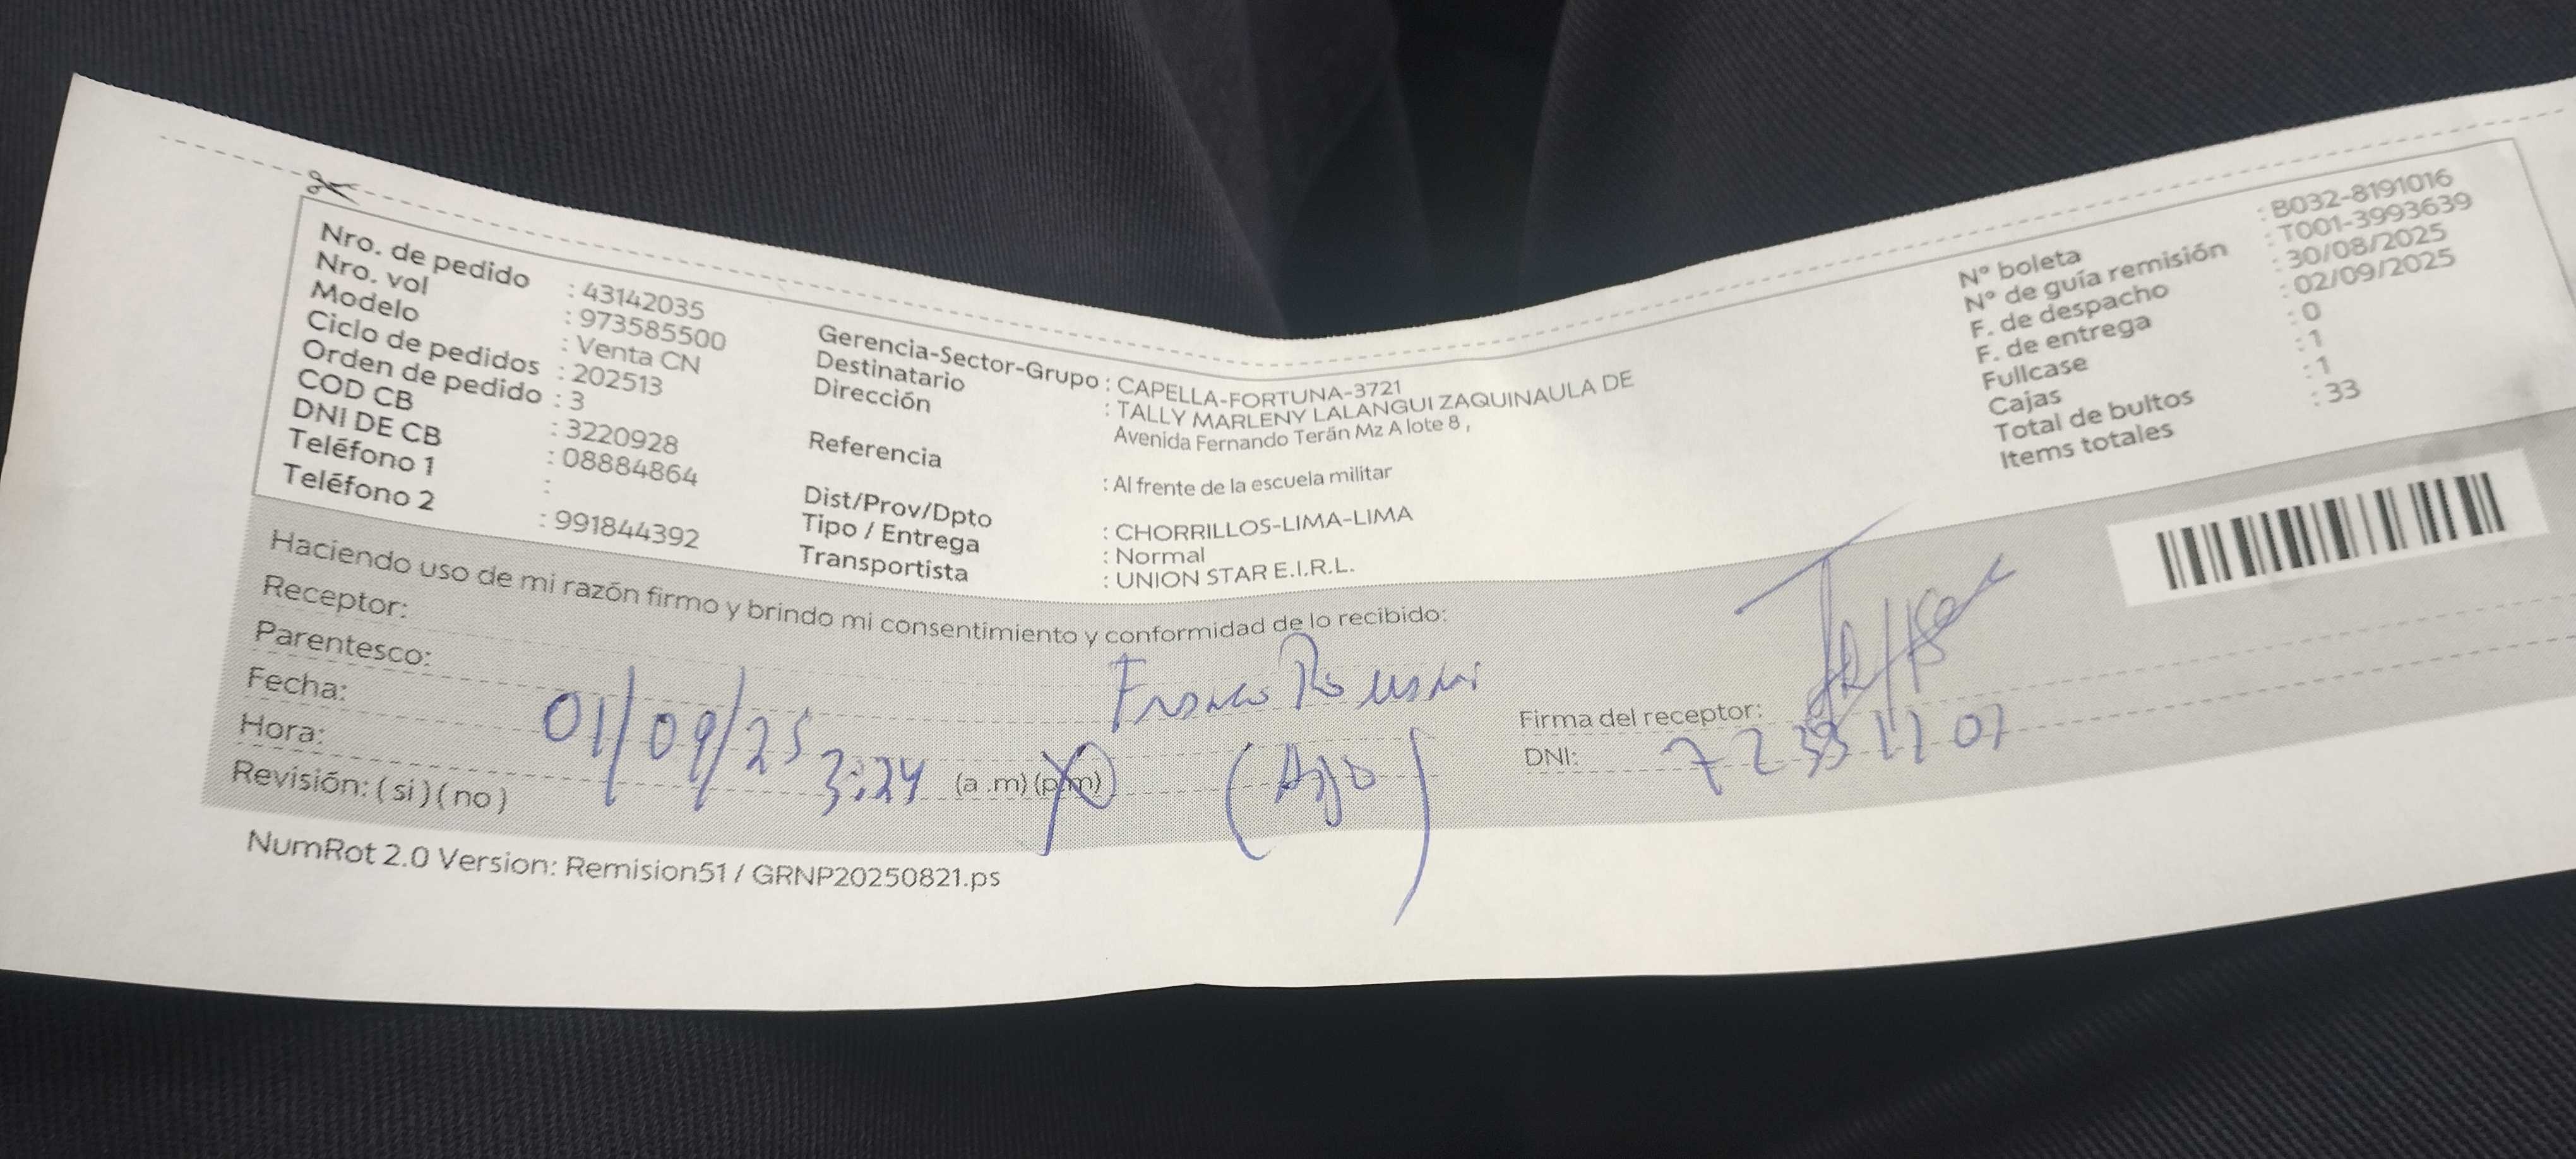 Nro. de pedido : 43142035
Nro. vol : 973585500
Modelo : Venta CN
Ciclo de pedidos : 202513
Orden de pedido : 3
COD CB : 3220928
DNI DE CB : 08884864
Teléfono 1 :
Teléfono 2 : 991844392
Gerencia-Sector-Grupo : CAPELLA-FORTUNA-3721
Destinatario : TALLY MARLENY LALANGUI ZAQUINAULA DE
Dirección Avenida Fernando Terán Mz A lote 8 ,
Referencia : Al frente de la escuela militar
Dist/Prov/Dpto : CHORRILLOS-LIMA-LIMA
Tipo / Entrega : Normal
Transportista : UNION STAR E.I.R.L.
N° boleta : B032-8191016
N° de guía remisión : T001-3993639
F. de despacho : 30/08/2025
F. de entrega : 02/09/2025
Fullcase : 0
Cajas : 1
Total de bultos : 1
Items totales : 33
Haciendo uso de mi razón firmo y brindo mi consentimiento y conformidad de lo recibido:
Receptor: Franco
Parentesco:
Fecha: 01/09/25
Hora: 3:24 (a .m) (p.m)
Revisión: ( si ) ( no )
Firma del receptor:
DNI:
NumRot 2.0 Version: Remision51 / GRNP20250821.ps